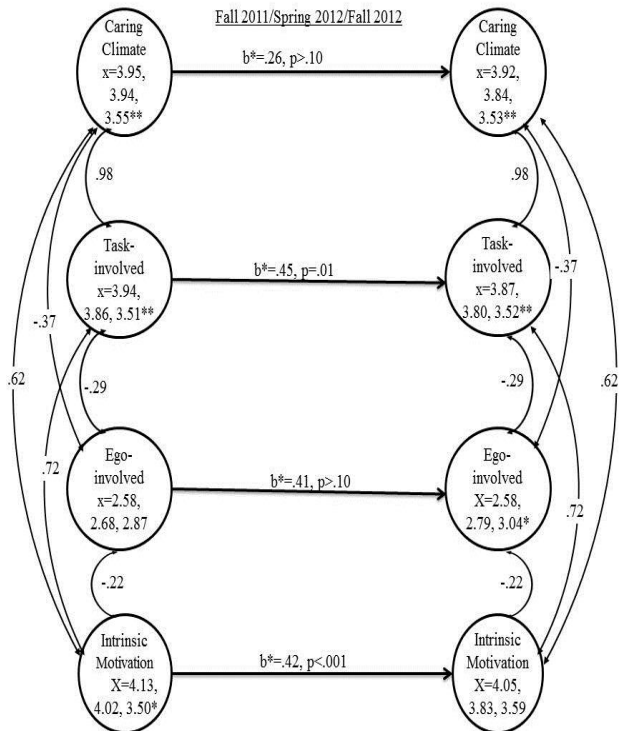 Fall 2011/Spring 2012/Fall 2012
Caring
Climate
x=3.95,
3.94,
3.55**
b*=.26, p>.10
Caring
Climate
x=3.92,
3.84,
3.53**
.98
.98
Task-
involved
x=3.94,
3.86, 3.51**
b*=.45, p=.01
Task-
involved
x=3.87,
3.80, 3.52**
-.37
-.37
.62
.62
-.29
-.29
.72
.72
Ego-
involved
x=2.58,
2.68, 2.87
b*=.41, p>.10
Ego-
involved
X=2.58,
2.79, 3.04*
-.22
-.22
Intrinsic
Motivation
X=4.13,
4.02, 3.50*
b*=.42, p<.001
Intrinsic
Motivation
X=4.05,
3.83, 3.59